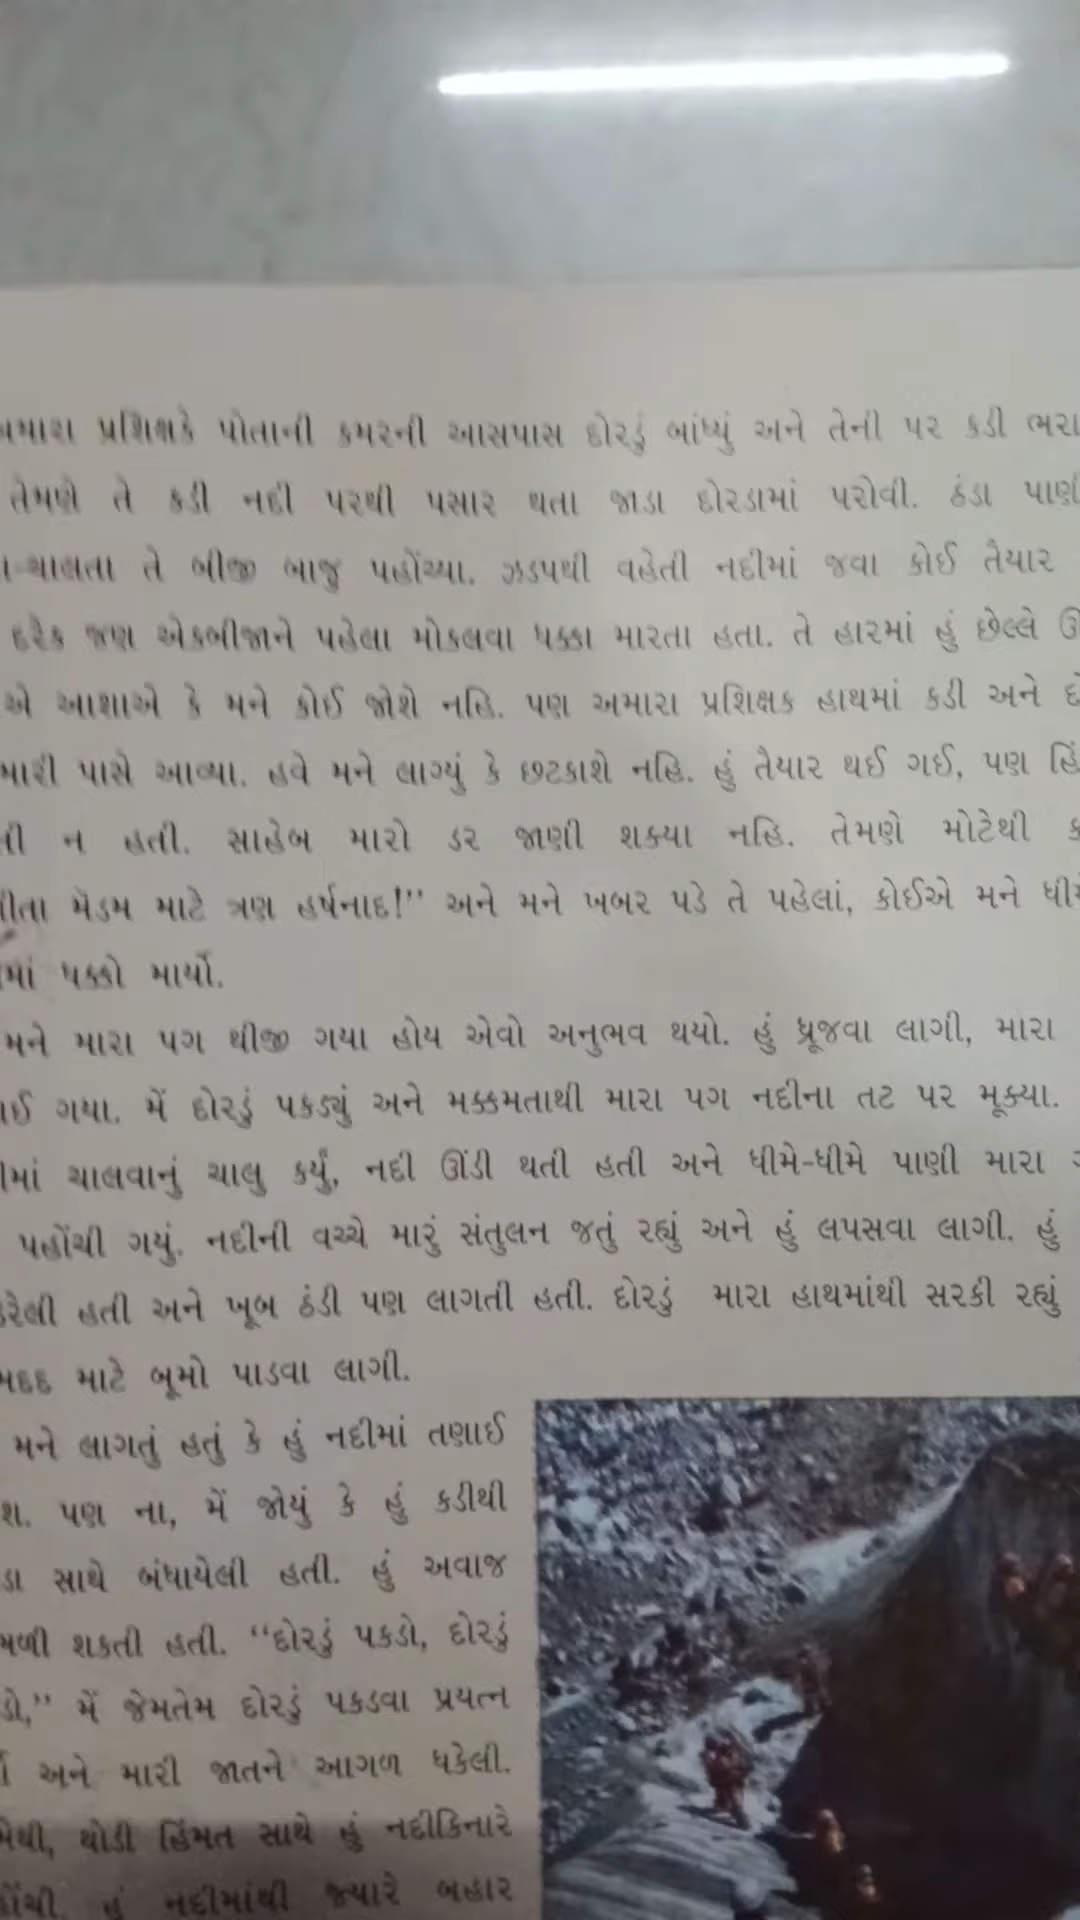 અમારા પ્રશિક્ષકે પોતાની કમરની આસપાસ દોરડું બાંધ્યું અને તેની પર કડી ભરા
તેમણે તે કડી નદી પરથી પસાર થતા જાડા દોરડામાં પરોવી. ઠંડા પાણી
ચાલતા તે બીજી બાજુ પહોંચ્યા. ઝડપથી વહેતી નદીમાં જવા કોઈ તૈયાર
દરેક જણ એકબીજાને પહેલા મોકલવા ધક્કા મારતા હતા. તે હારમાં હું છેલ્લે ઊ
એ આશાએ કે મને કોઈ જોશે નહિ. પણ અમારા પ્રશિક્ષક હાથમાં કડી અને દો
મારી પાસે આવ્યા. હવે મને લાગ્યું કે છટકાશે નહિ. હું તૈયાર થઈ ગઈ, પણ હિં
તી ન હતી. સાહેબ મારો ડર જાણી શક્યા નહિ. તેમણે મોટેથી ક
ગીતા મૅડમ માટે ત્રણ હર્ષનાદ!” અને મને ખબર પડે તે પહેલાં, કોઈએ મને ધીરે
માં ધક્કો માર્યો.
મને મારા પગ થીજી ગયા હોય એવો અનુભવ થયો. હું ધ્રૂજવા લાગી, મારા
ાઈ ગયા. મેં દોરડું પકડ્યું અને મક્કમતાથી મારા પગ નદીના તટ પર મૂક્યા.
માં ચાલવાનું ચાલુ કર્યું, નદી ઊંડી થતી હતી અને ધીમે-ધીમે પાણી મારા
પહોંચી ગયું. નદીની વચ્ચે મારું સંતુલન જતું રહ્યું અને હું લપસવા લાગી. હું
રેલી હતી અને ખૂબ ઠંડી પણ લાગતી હતી. દોરડું મારા હાથમાંથી સરકી રહ્યું
મદદ માટે બૂમો પાડવા લાગી.
મને લાગતું હતું કે હું નદીમાં તણાઈ
શ. પણ ના, મેં જોયું કે હું કડીથી
ડા સાથે બંધાયેલી હતી. હું અવાજ
ભળી શકતી હતી. “દોરડું પકડો, દોરડું
ડો,” મેં જેમતેમ દોરડું પકડવા પ્રયત્ન
અને મારી જાતને આગળ ધકેલી.
મેથી, થોડી હિંમત સાથે હું નદીકિનારે
હોંચી. હું નદીમાંથી જ્યારે બહાર